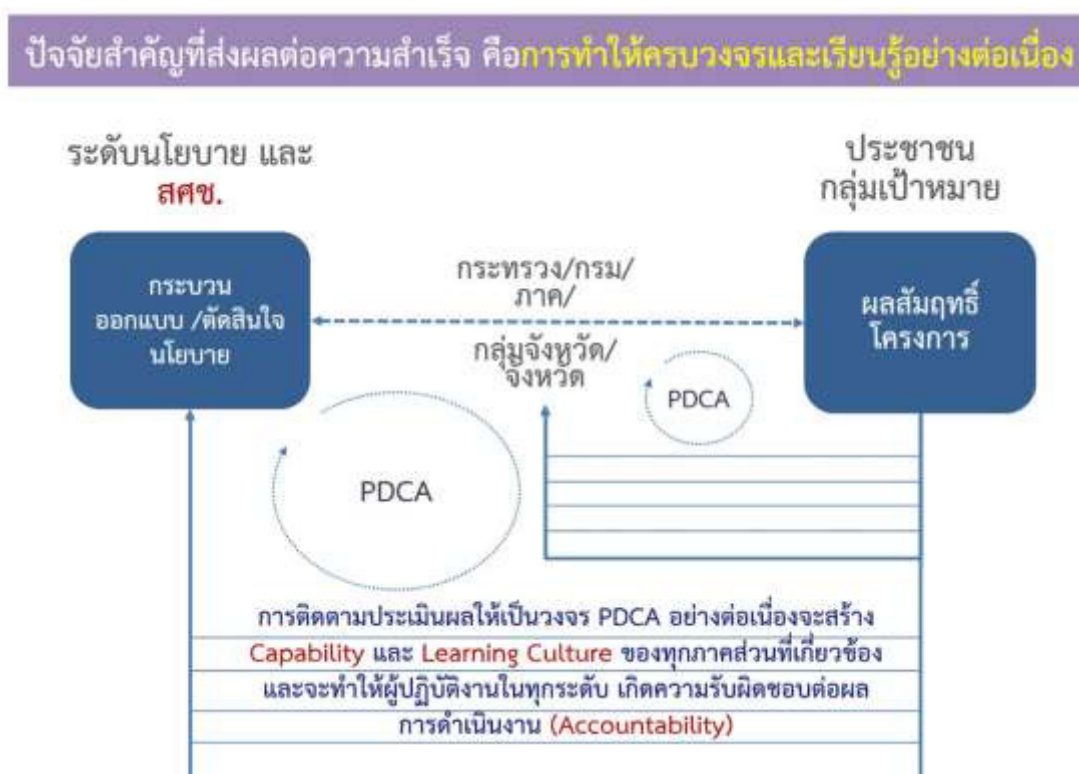 ปัจจัยสำคัญที่ส่งผลต่อความสำเร็จ คือการทำให้ครบวงจรและเรียนรู้อย่างต่อเนื่อง
ระดับนโยบาย และ
สศช.
ประชาชน
กลุ่มเป้าหมาย
กระบวน
ออกแบบ /ตัดสินใจ
นโยบาย
กระทรวง/กรม/
ภาค/
กลุ่มจังหวัด/
จังหวัด
ผลสัมฤทธิ์
โครงการ
PDCA
PDCA
การติดตามประเมินผลให้เป็นวงจร PDCA อย่างต่อเนื่องจะสร้าง
Capability และ Learning Culture ของทุกภาคส่วนที่เกี่ยวข้อง
และจะทำให้ผู้ปฏิบัติงานในทุกระดับ เกิดความรับผิดชอบต่อผล
การดำเนินงาน (Accountability)